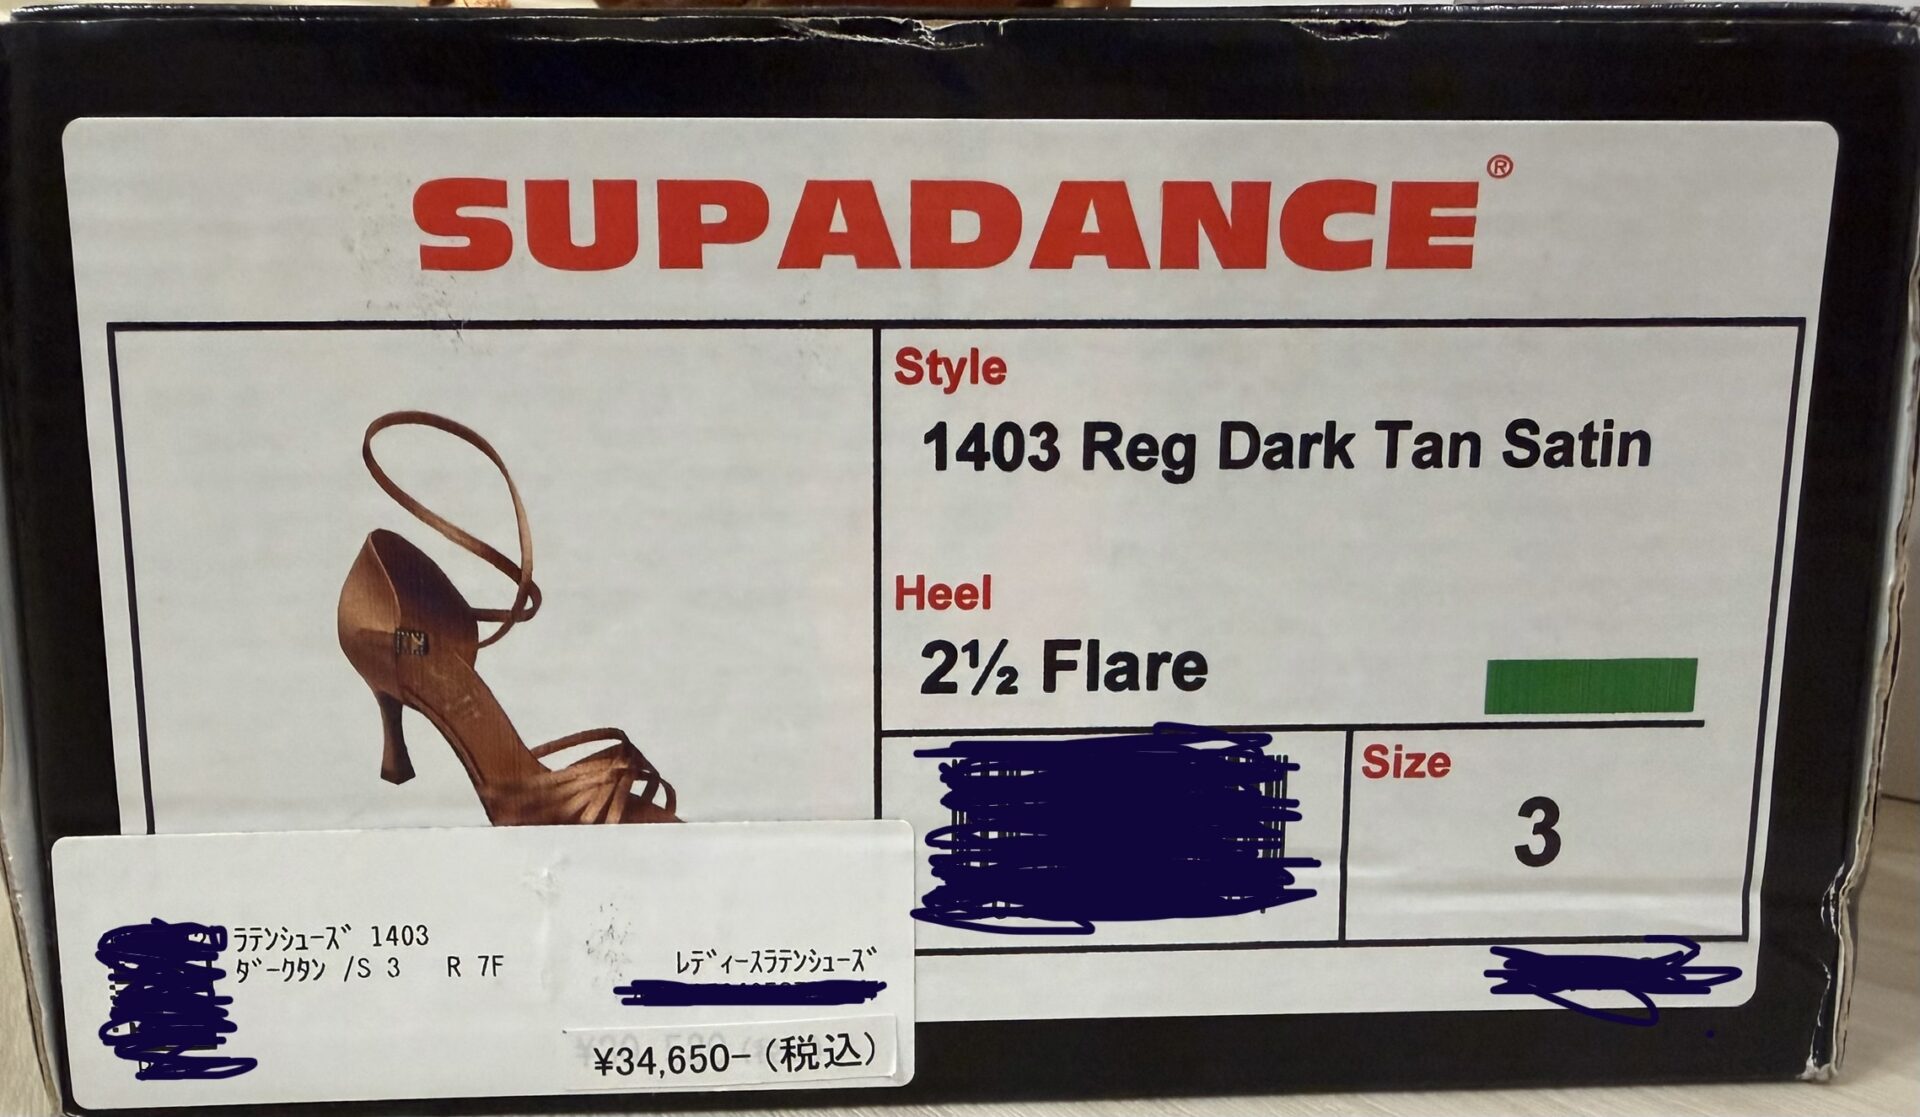 SUPADANCE®
Style
1403 Reg Dark Tan Satin
Heel
2½ Flare
Size
3
ﾗﾃﾝｼｭｰｽﾞ 1403
ﾀﾞｰｸﾀﾝ /S 3 R 7F
ﾚﾃﾞｨｰｽﾗﾃﾝｼｭｰｽﾞ
¥34,650-(税込)